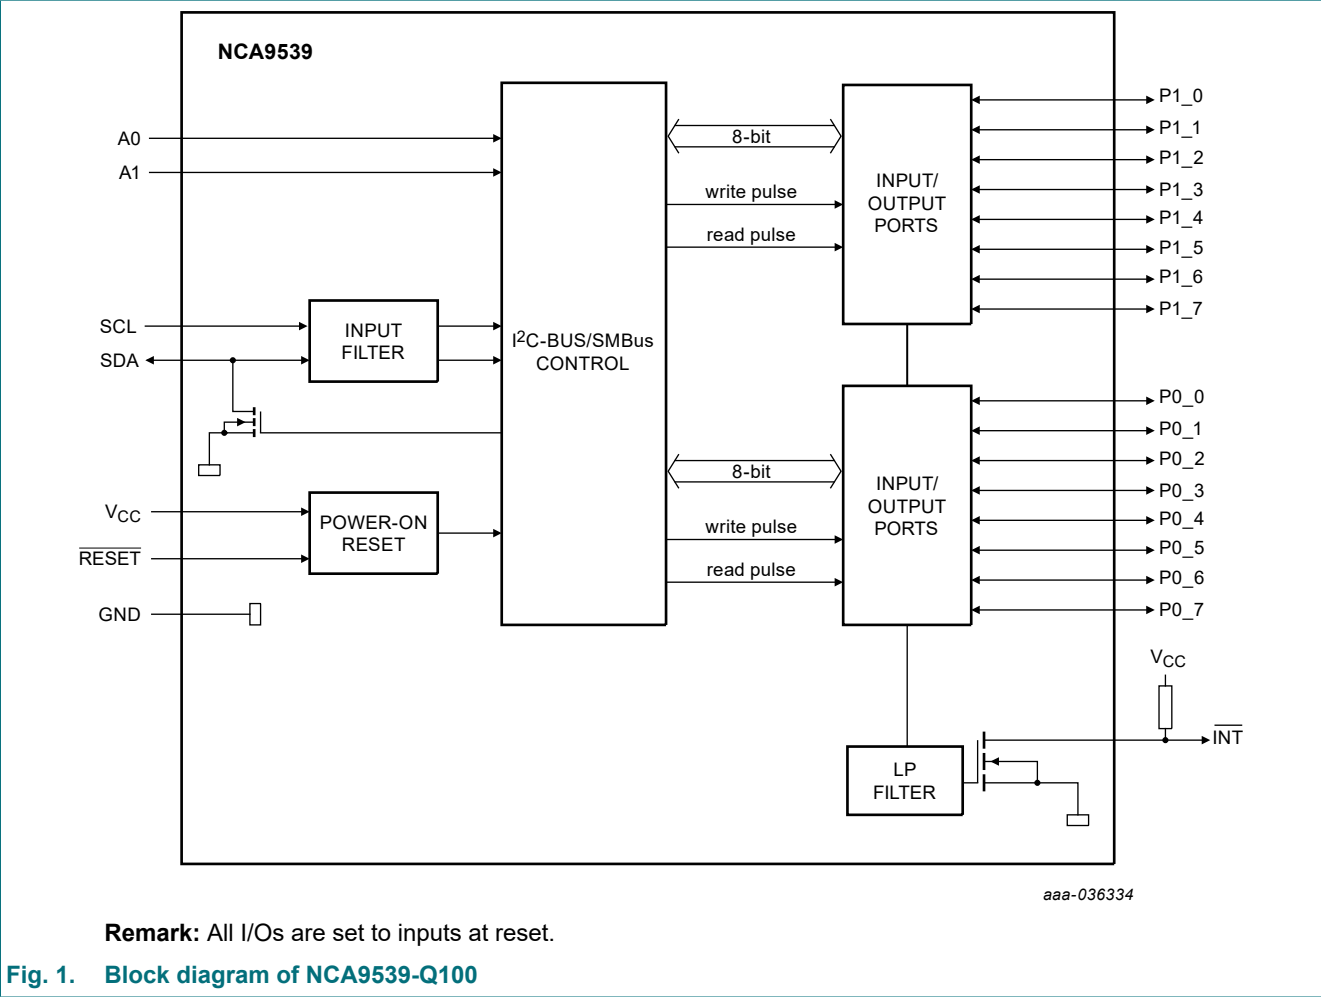 NCA9539
A0
A1
SCL
SDA
VCC
RESET
GND
INPUT
FILTER
POWER-ON
RESET
I2C-BUS/SMBus
CONTROL
8-bit
write pulse
read pulse
INPUT/
OUTPUT
PORTS
P1_0
P1_1
P1_2
P1_3
P1_4
P1_5
P1_6
P1_7
8-bit
write pulse
read pulse
INPUT/
OUTPUT
PORTS
P0_0
P0_1
P0_2
P0_3
P0_4
P0_5
P0_6
P0_7
VCC
INT
LP
FILTER
aaa-036334
Remark: All I/Os are set to inputs at reset.
Fig. 1. Block diagram of NCA9539-Q100